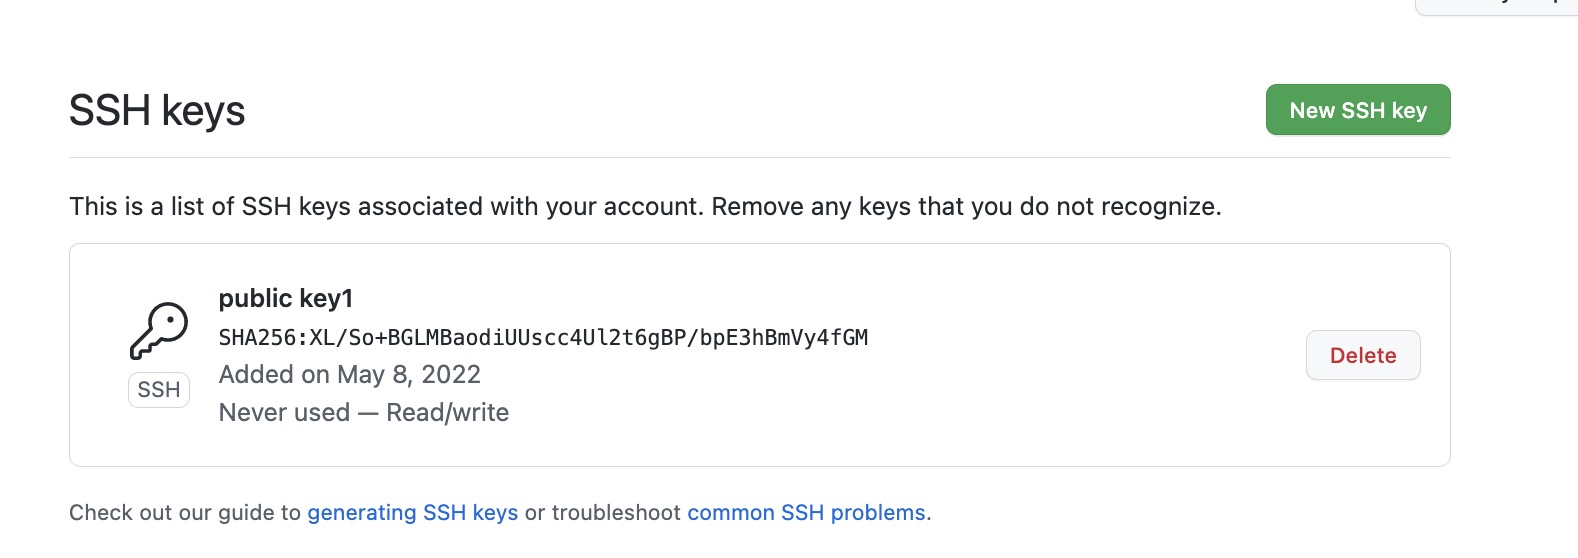 SSH keys
New SSH key
This is a list of SSH keys associated with your account. Remove any keys that you do not recognize.
public key1
SHA256:XL/So+BGLMBaodiUUscc4Ul2t6gBP/bpE3hBmVy4fGM
Added on May 8, 2022
Never used — Read/write
SSH
Delete
Check out our guide to generating SSH keys or troubleshoot common SSH problems.